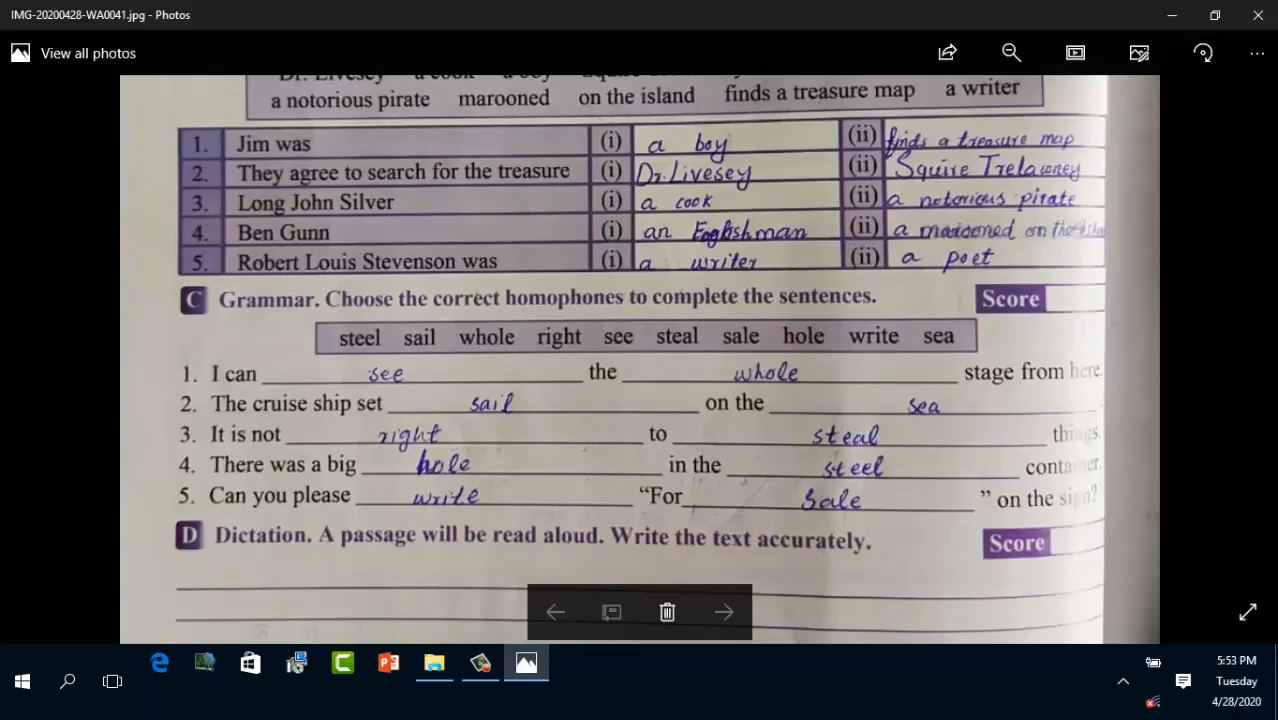 IMG-20200428-WA0041.jpg - Photos
View all photos
Dr. Livesey a cook a boy
a notorious pirate marooned on the island finds a treasure map a writer
1. Jim was (i) a boy (ii) finds a treasure map
2. They agree to search for the treasure (i) Dr. Livesey (ii) Squire Trelawney
3. Long John Silver (i) a cook (ii) a notorious pirate
4. Ben Gunn (i) an Englishman (ii) a marooned on the isla
5. Robert Louis Stevenson was (i) a writer (ii) a poet
C Grammar. Choose the correct homophones to complete the sentences. Score
steel sail whole right see steal sale hole write sea
1. I can see the whole stage from here.
2. The cruise ship set sail on the sea.
3. It is not right to steal things.
4. There was a big hole in the steel container.
5. Can you please write “For Sale” on the sign?
D Dictation. A passage will be read aloud. Write the text accurately. Score
5:53 PM
Tuesday
4/28/2020